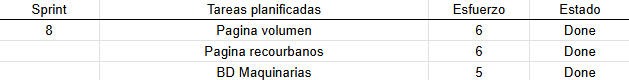 Sprint Tareas planificadas Esfuerzo Estado
8 Pagina volumen 6 Done
Pagina recourbanos 6 Done
BD Maquinarias 5 Done